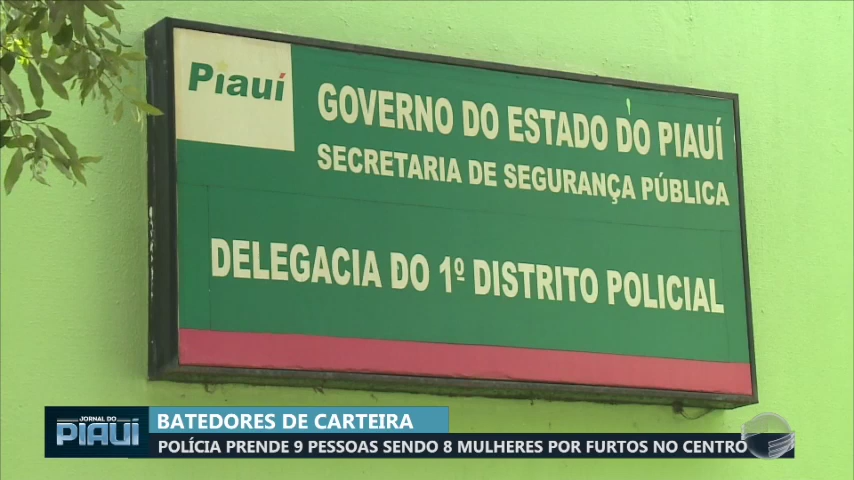 Piauí
GOVERNO DO ESTADO DO PIAUÍ
SECRETARIA DE SEGURANÇA PÚBLICA
DELEGACIA DO 1º DISTRITO POLICIAL
JORNAL DO
PIAUÍ
BATEDORES DE CARTEIRA
POLÍCIA PRENDE 9 PESSOAS SENDO 8 MULHERES POR FURTOS NO CENTRO